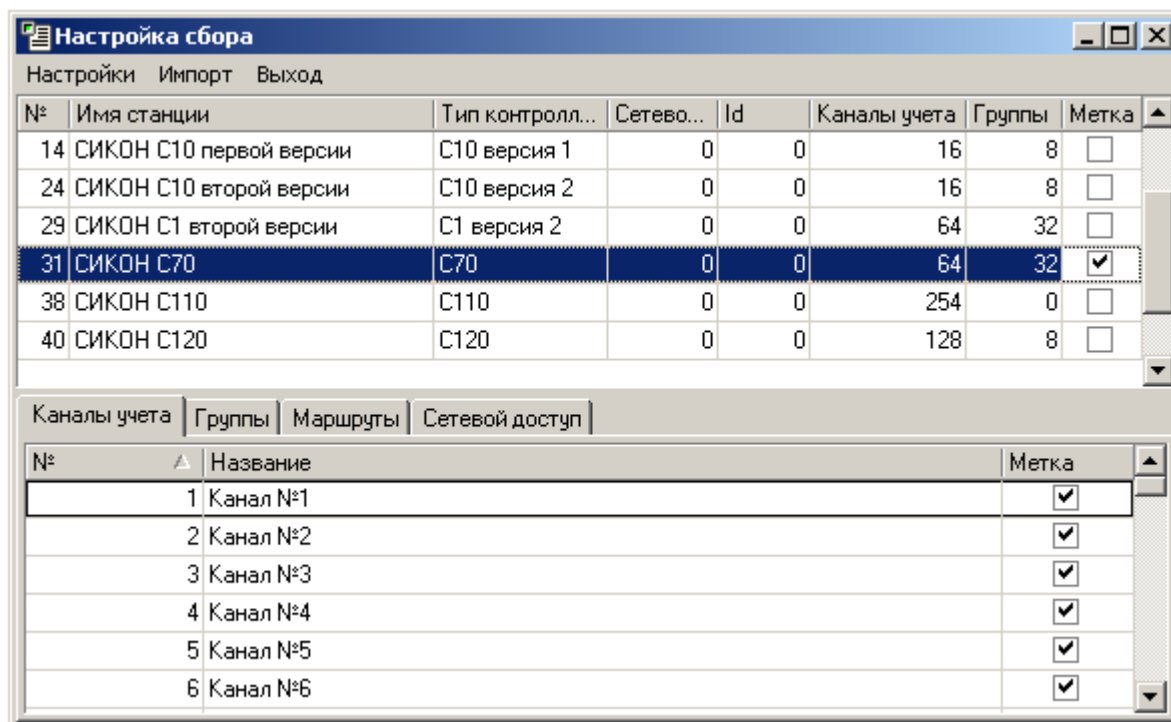 Настройка сбора
Настройки Импорт Выход
№ Имя станции Тип контролл... Сетево... Id Каналы учета Группы Метка
14 СИКОН С10 первой версии С10 версия 1 0 0 16 8
24 СИКОН С10 второй версии С10 версия 2 0 0 16 8
29 СИКОН С1 второй версии С1 версия 2 0 0 64 32
31 СИКОН С70 С70 0 0 64 32
38 СИКОН С110 С110 0 0 254 0
40 СИКОН С120 С120 0 0 128 8
Каналы учета Группы Маршруты Сетевой доступ
№ Название Метка
1 Канал №1
2 Канал №2
3 Канал №3
4 Канал №4
5 Канал №5
6 Канал №6